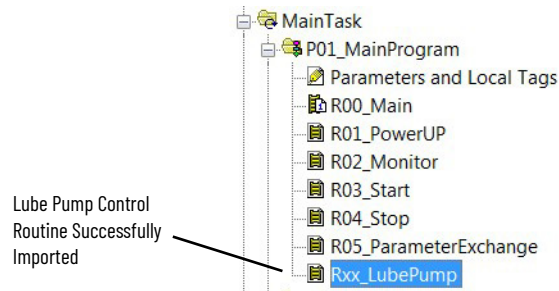 MainTask
P01_MainProgram
Parameters and Local Tags
R00_Main
R01_PowerUP
R02_Monitor
R03_Start
R04_Stop
R05_ParameterExchange
Rxx_LubePump
Lube Pump Control
Routine Successfully
Imported